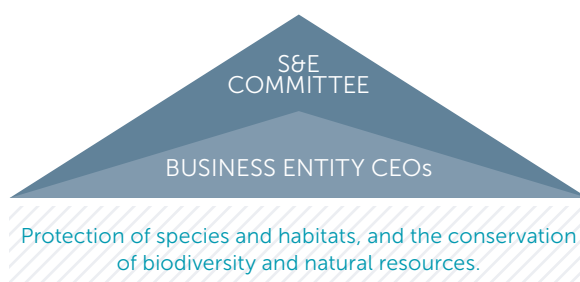 S&E
COMMITTEE
BUSINESS ENTITY CEOs
Protection of species and habitats, and the conservation
of biodiversity and natural resources.